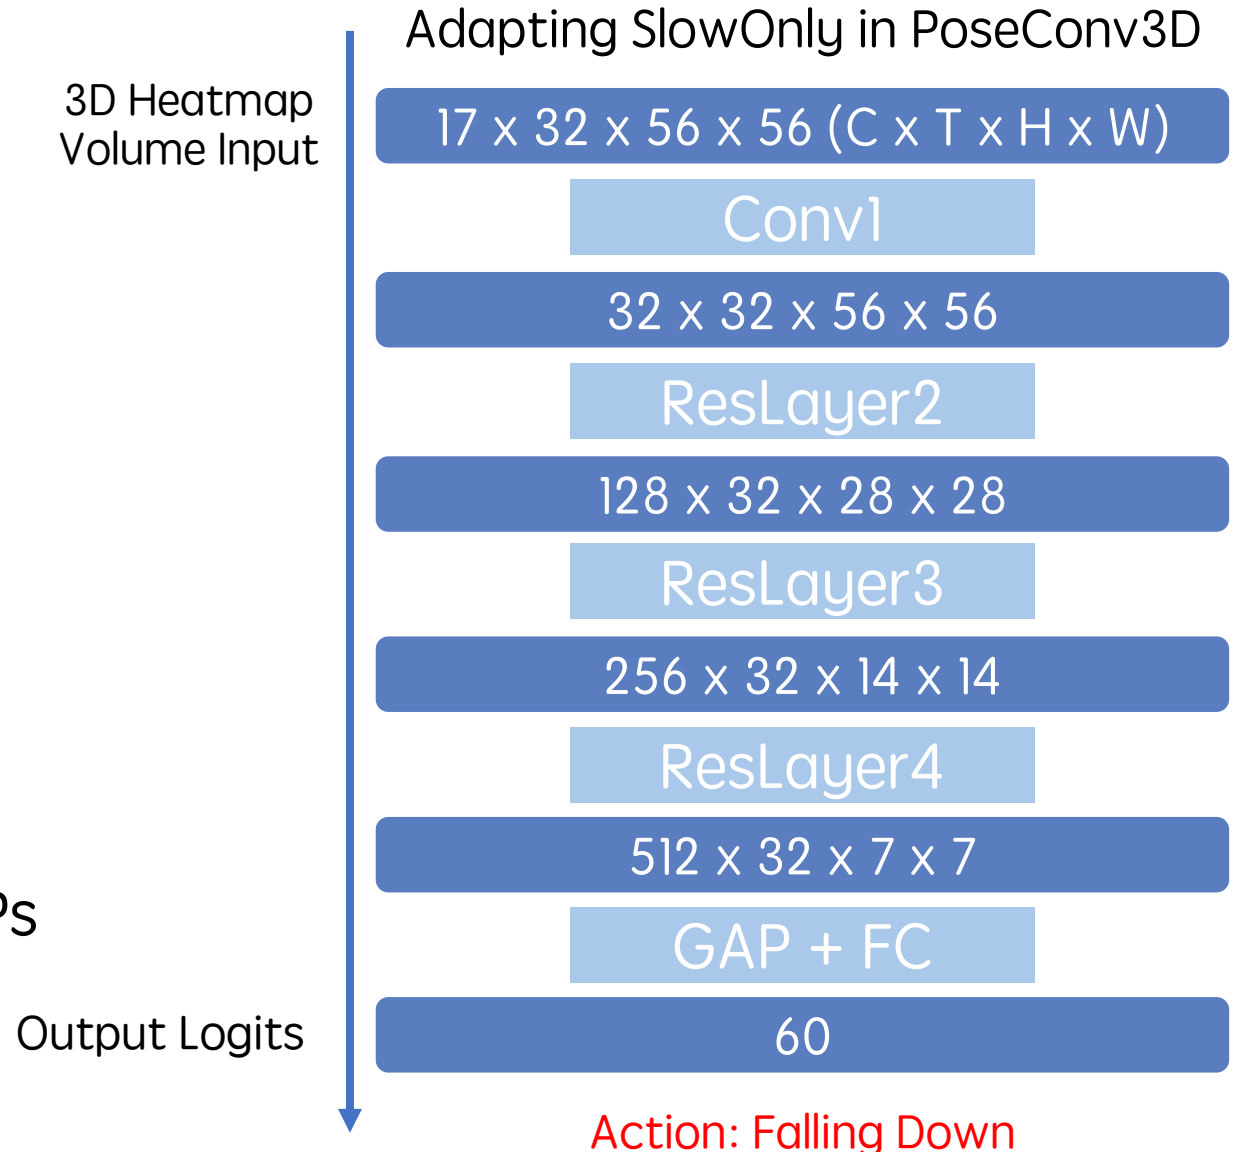 Adapting SlowOnly in PoseConv3D
3D Heatmap
Volume Input
17 x 32 x 56 x 56 (C x T x H x W)
Conv1
32 x 32 x 56 x 56
ResLayer2
128 x 32 x 28 x 28
ResLayer3
256 x 32 x 14 x 14
ResLayer4
512 x 32 x 7 x 7
GAP + FC
Output Logits
60
Action: Falling Down